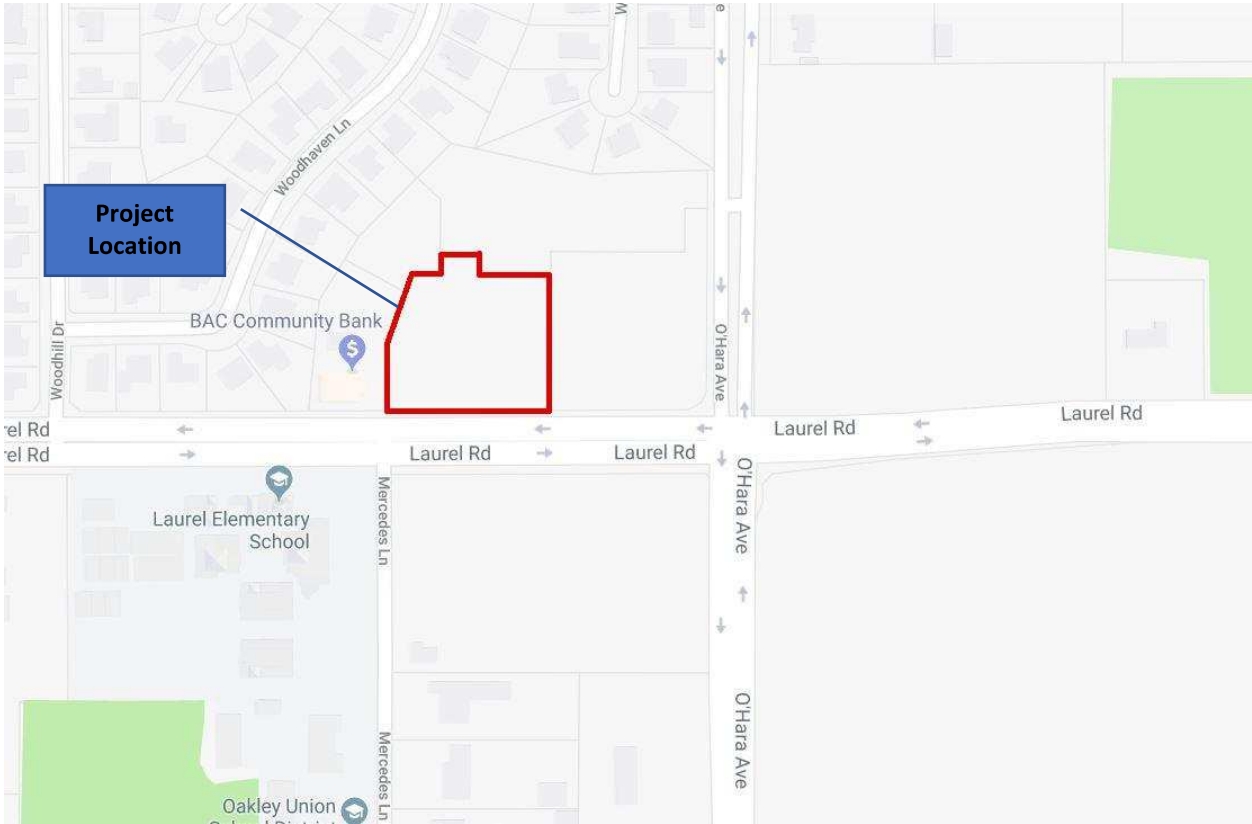 W
e
Woodhaven Ln
Project
Location
BAC Community Bank
$
Woodhill Dr
O'Hara Ave
rel Rd
Laurel Rd
Laurel Rd
rel Rd
Laurel Rd
Laurel Rd
Mercedes Ln
O'Hara Ave
Laurel Elementary
School
O'Hara Ave
Mercedes Ln
Oakley Union